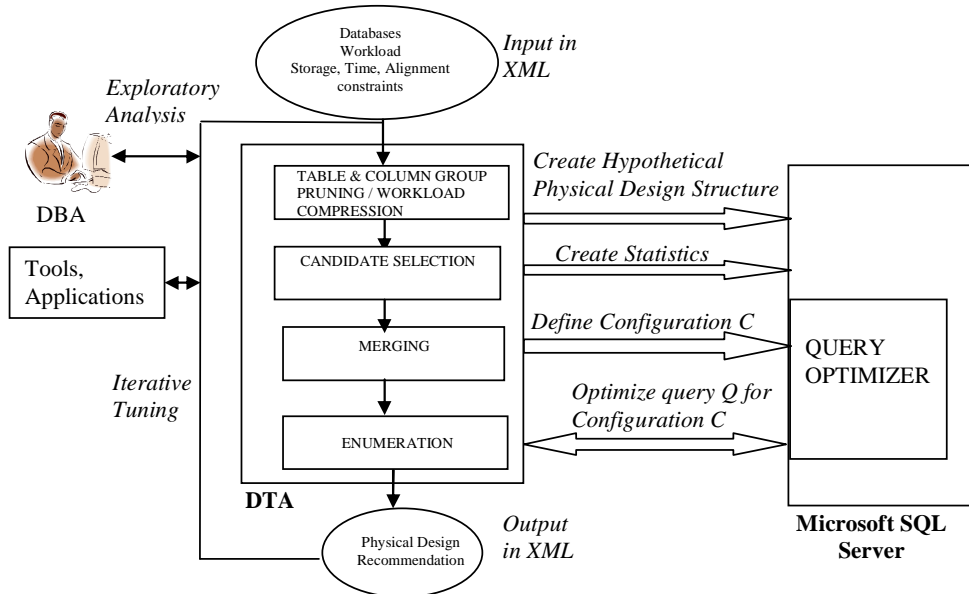 Databases
Workload
Storage, Time, Alignment
constraints
Input in
XML
Exploratory
Analysis
DBA
Tools,
Applications
Iterative
Tuning
TABLE & COLUMN GROUP
PRUNING / WORKLOAD
COMPRESSION
CANDIDATE SELECTION
MERGING
ENUMERATION
DTA
Physical Design
Recommendation
Output
in XML
Create Hypothetical
Physical Design Structure
Create Statistics
Define Configuration C
Optimize query Q for
Configuration C
QUERY
OPTIMIZER
Microsoft SQL
Server